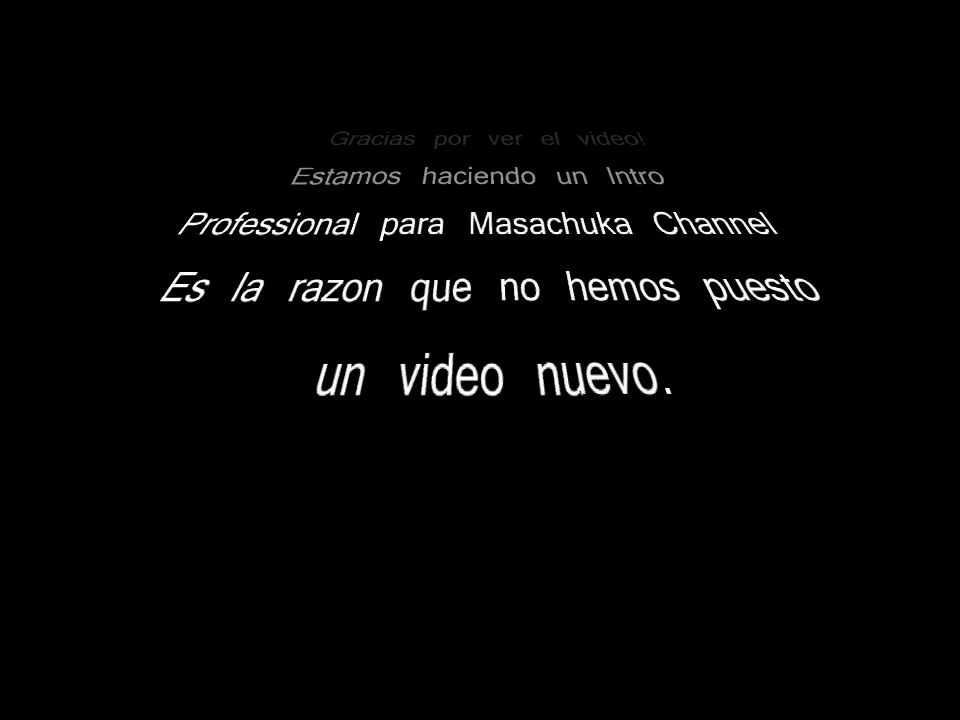 Gracias por ver el video!
Estamos haciendo un Intro
Professional para Masachuka Channel
Es la razon que no hemos puesto
un video nuevo.